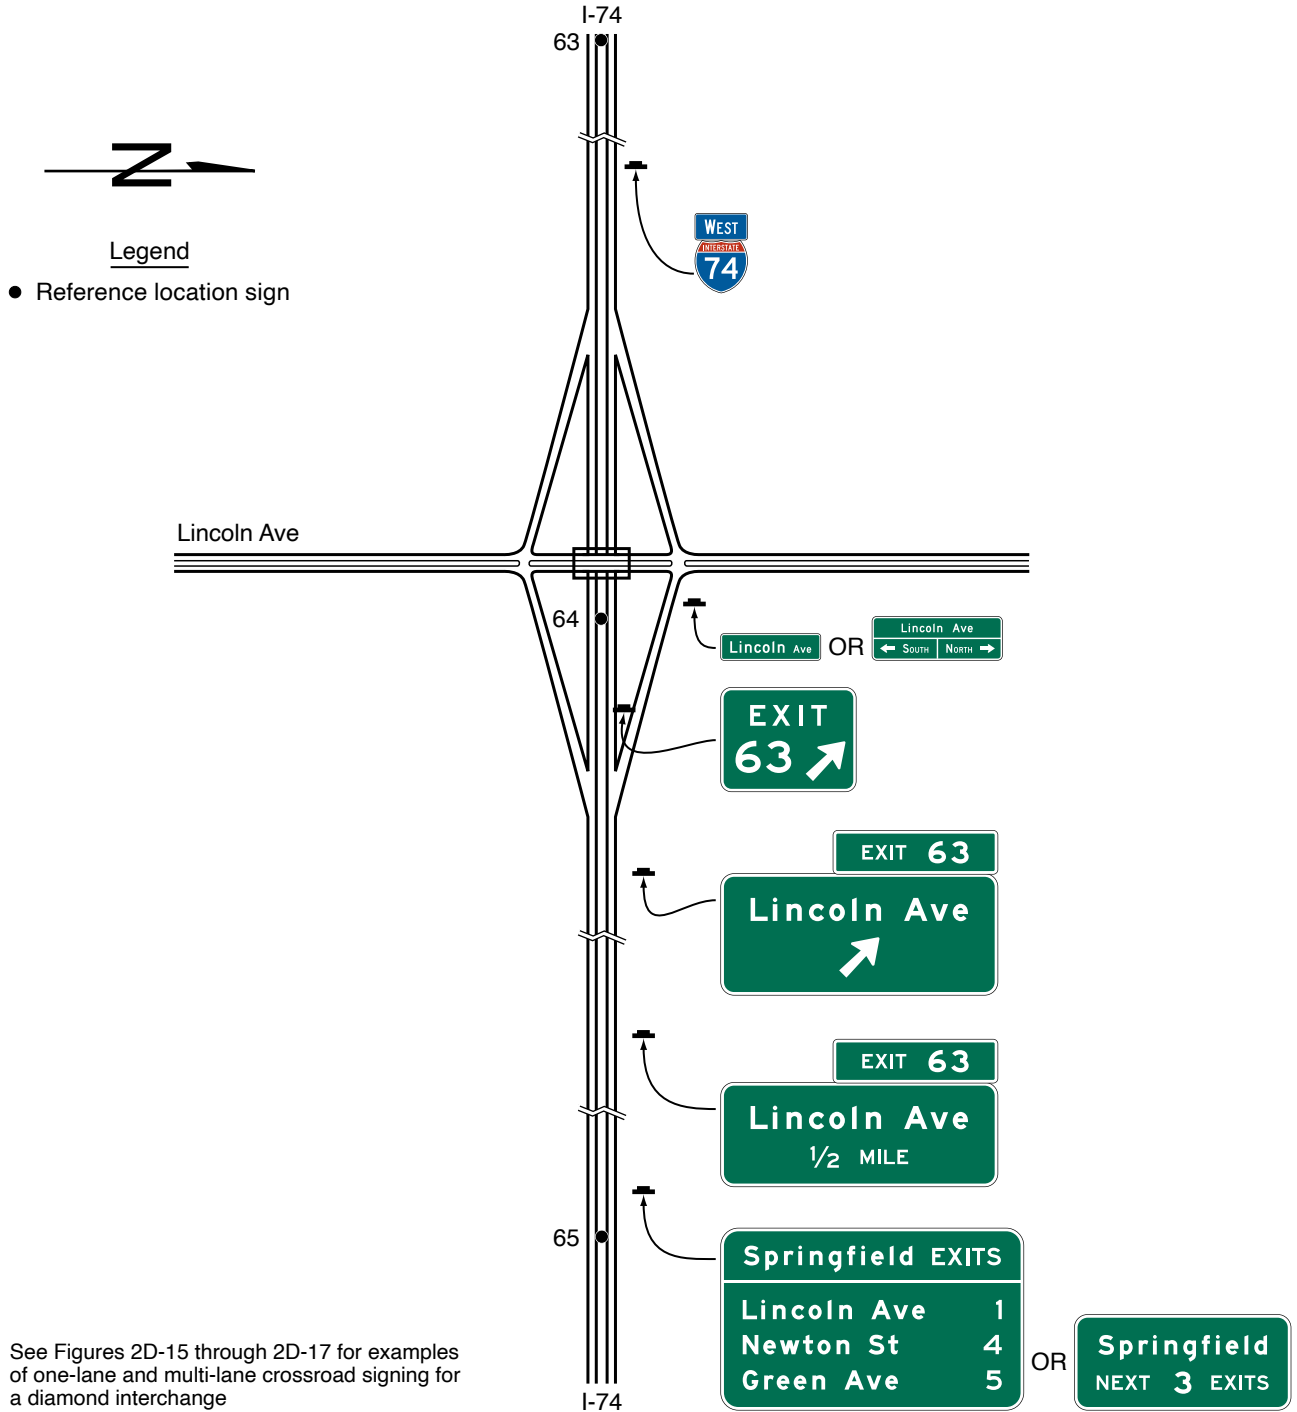 I-74
63
N
Legend
Reference location sign
WEST
INTERSTATE
74
Lincoln Ave
64
Lincoln Ave
OR
Lincoln Ave
SOUTH NORTH
EXIT
63
EXIT 63
Lincoln Ave
EXIT 63
Lincoln Ave
1/2 MILE
65
Springfield EXITS
Lincoln Ave 1
Newton St 4
Green Ave 5
OR
Springfield
NEXT 3 EXITS
See Figures 2D-15 through 2D-17 for examples
of one-lane and multi-lane crossroad signing for
a diamond interchange
I-74